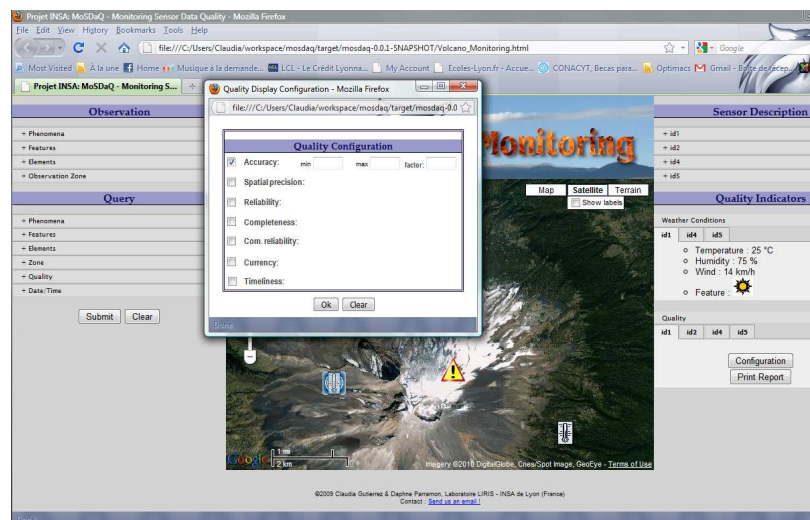 Projet INSA: MoSDaQ - Monitoring Sensor Data Quality - Mozilla Firefox
File Edit View History Bookmarks Tools Help
file:///C:/Users/Claudia/workspace/mosdaq/target/mosdaq-0.0.1-SNAPSHOT/Volcano_Monitoring.html
Google
Most Visited À la une Home Musique à la demande... LCL - Le Crédit Lyonna... My Account Ecoles-Lyon.fr - Accue... CONACYT, Becas para... Optimacs Gmail - Boîte de récep...
Projet INSA: MoSDaQ - Monitoring S...
Observation
+ Phenomena
+ Features
+ Elements
+ Observation Zone
Query
+ Phenomena
+ Features
+ Elements
+ Zone
+ Quality
+ Date/Time
Submit Clear
Quality Display Configuration - Mozilla Firefox
file:///C:/Users/Claudia/workspace/mosdaq/target/mosdaq-0.0
Quality Configuration
Accuracy: min max factor:
Spatial precision:
Reliability:
Completeness:
Com. reliability:
Currency:
Timeliness:
Ok Clear
Done
Monitoring
Map Satellite Terrain
Show labels
1 mi
2 km
Google
Imagery ©2010 DigitalGlobe, Cnes/Spot Image, GeoEye - Terms of Use
Sensor Description
+ id1
+ id2
+ id4
+ id5
Quality Indicators
Weather Conditions
id1 id4 id5
Temperature : 25 °C
Humidity : 75 %
Wind : 14 km/h
Feature :
Quality
id1 id2 id4 id5
Configuration
Print Report
©2009 Claudia Gutierrez & Daphne Parramon, Laboratoire LIRIS - INSA de Lyon (France)
Contact : Send us an email !
Done